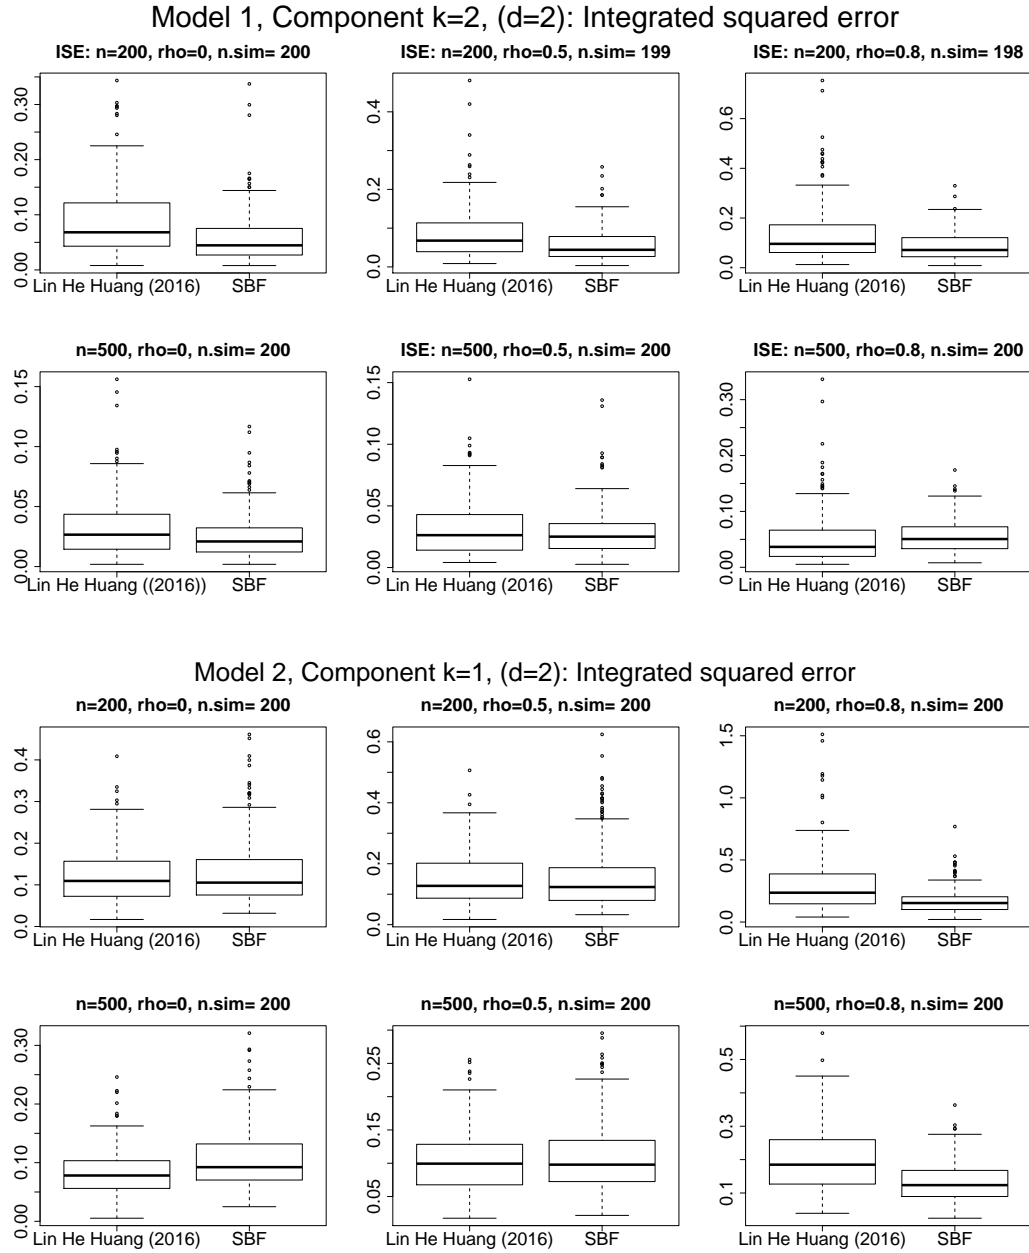 Model 1, Component k=2, (d=2): Integrated squared error
ISE: n=200, rho=0, n.sim= 200
ISE: n=200, rho=0.5, n.sim= 199
ISE: n=200, rho=0.8, n.sim= 198
0.00 0.10 0.20 0.30
0.0 0.2 0.4
0.0 0.2 0.4 0.6
Lin He Huang (2016) SBF
Lin He Huang (2016) SBF
Lin He Huang (2016) SBF
n=500, rho=0, n.sim= 200
ISE: n=500, rho=0.5, n.sim= 200
ISE: n=500, rho=0.8, n.sim= 200
0.00 0.05 0.10 0.15
0.00 0.05 0.10 0.15
0.00 0.10 0.20 0.30
Lin He Huang ((2016)) SBF
Lin He Huang (2016) SBF
Lin He Huang (2016) SBF
Model 2, Component k=1, (d=2): Integrated squared error
n=200, rho=0, n.sim= 200
n=200, rho=0.5, n.sim= 200
n=200, rho=0.8, n.sim= 200
0.0 0.1 0.2 0.3 0.4
0.0 0.2 0.4 0.6
0.0 0.5 1.0 1.5
Lin He Huang (2016) SBF
Lin He Huang (2016) SBF
Lin He Huang (2016) SBF
n=500, rho=0, n.sim= 200
n=500, rho=0.5, n.sim= 200
n=500, rho=0.8, n.sim= 200
0.00 0.10 0.20 0.30
0.05 0.15 0.25
0.1 0.3 0.5
Lin He Huang (2016) SBF
Lin He Huang (2016) SBF
Lin He Huang (2016) SBF